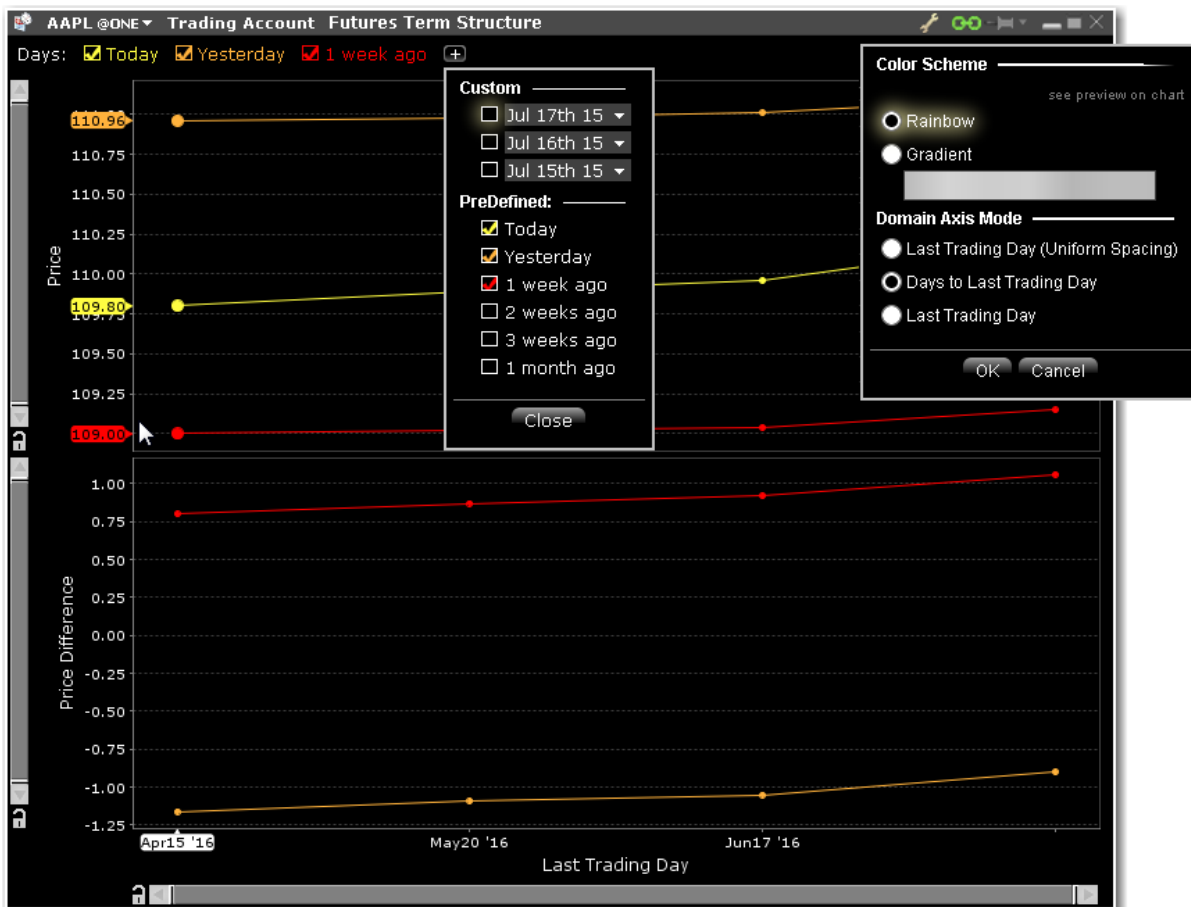 AAPL @ONE Trading Account Futures Term Structure
Days: Today Yesterday 1 week ago +
Custom
Jul 17th 15
Jul 16th 15
Jul 15th 15
PreDefined:
Today
Yesterday
1 week ago
2 weeks ago
3 weeks ago
1 month ago
Close
Color Scheme
see preview on chart
Rainbow
Gradient
Domain Axis Mode
Last Trading Day (Uniform Spacing)
Days to Last Trading Day
Last Trading Day
OK Cancel
Price
110.96
110.75
110.50
110.25
110.00
109.80
109.75
109.50
109.25
109.00
Price Difference
1.00
0.75
0.50
0.25
0.00
-0.25
-0.50
-0.75
-1.00
-1.25
Apr15 '16 May20 '16 Jun17 '16
Last Trading Day